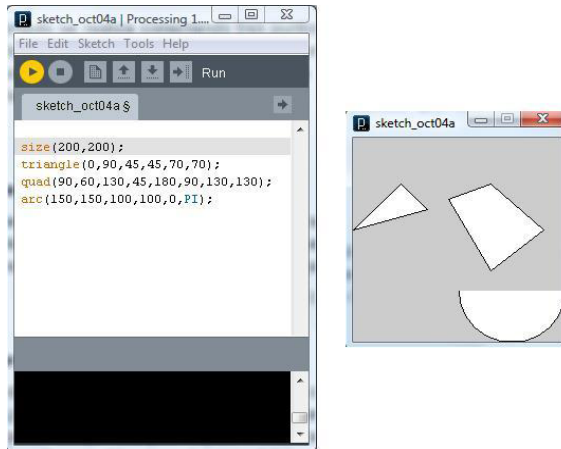 sketch_oct04a | Processing 1....
File Edit Sketch Tools Help
Run
sketch_oct04a §
size(200,200);
triangle(0,90,45,45,70,70);
quad(90,60,130,45,180,90,130,130);
arc(150,150,100,100,0,PI);
sketch_oct04a